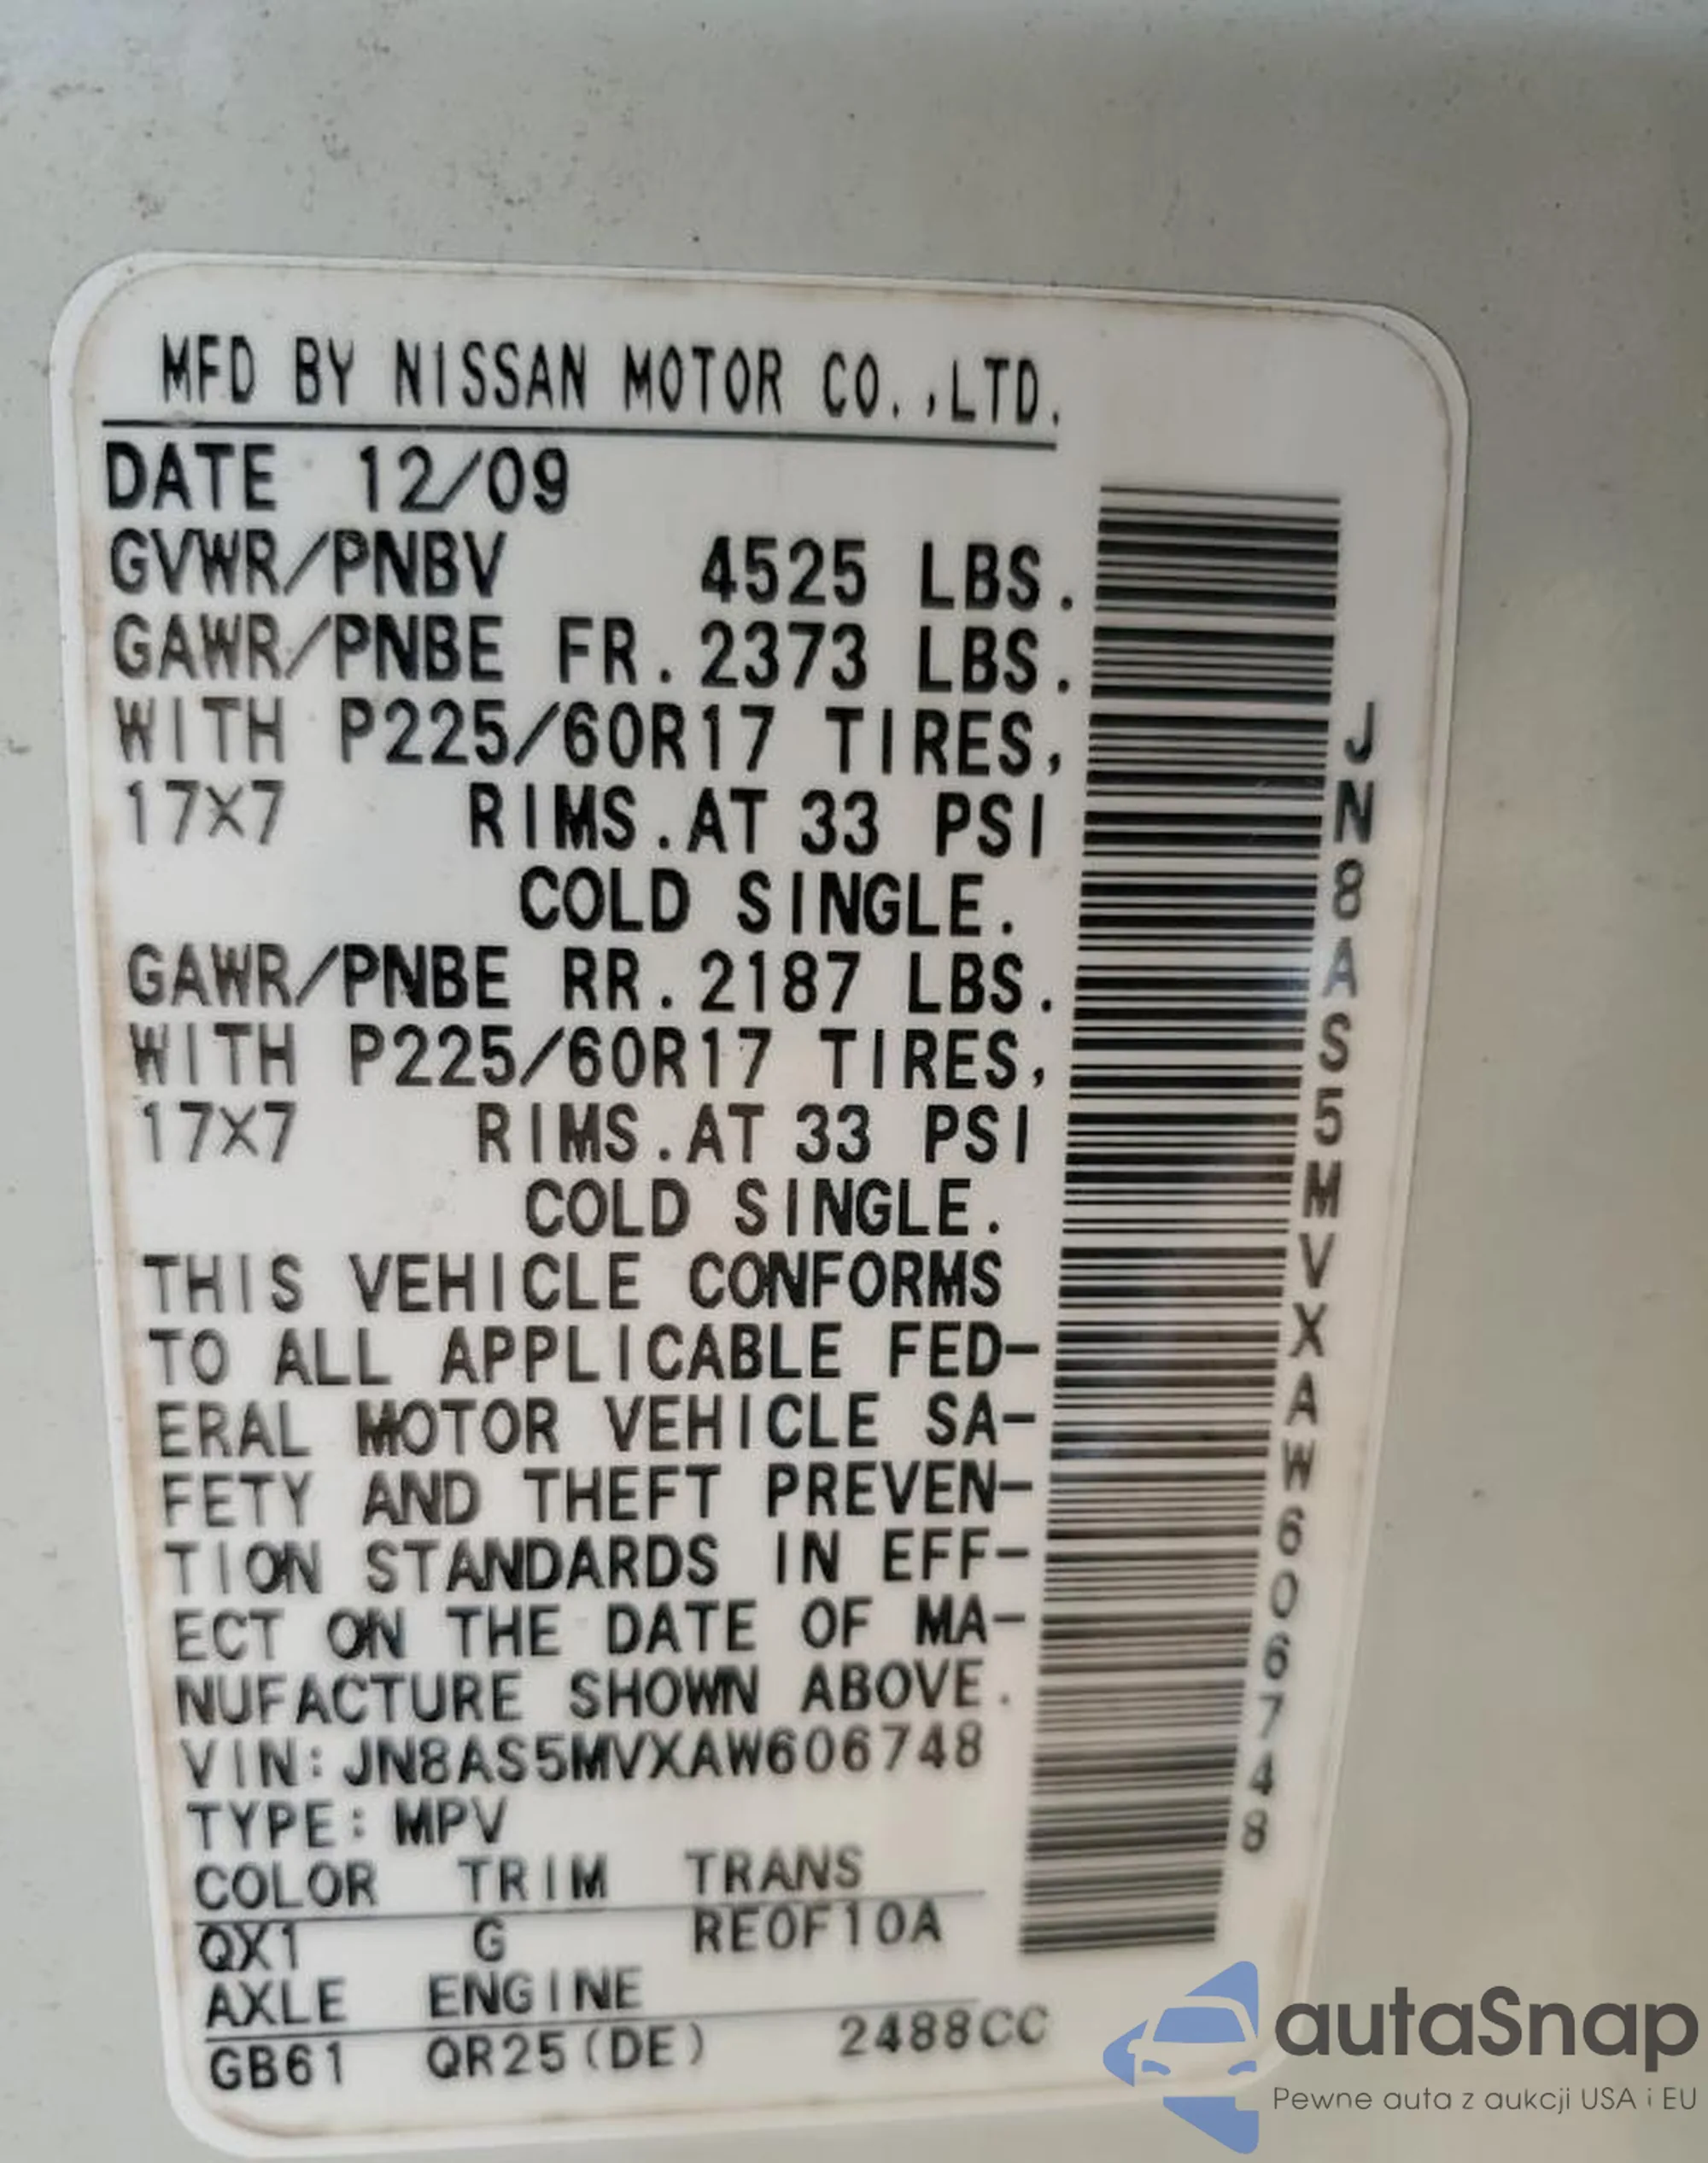 MFD BY NISSAN MOTOR CO.,LTD.
DATE 12/09
GVWR/PNBV 4525 LBS.
GAWR/PNBE FR. 2373 LBS.
WITH P225/60R17 TIRES,
17X7 RIMS.AT 33 PSI
COLD SINGLE.
GAWR/PNBE RR. 2187 LBS.
WITH P225/60R17 TIRES,
17X7 RIMS.AT 33 PSI
COLD SINGLE.
THIS VEHICLE CONFORMS
TO ALL APPLICABLE FED-
ERAL MOTOR VEHICLE SA-
FETY AND THEFT PREVEN-
TION STANDARDS IN EFF-
ECT ON THE DATE OF MA-
NUFACTURE SHOWN ABOVE.
VIN: JN8AS5MVXAW606748
TYPE: MPV
COLOR TRIM TRANS
QX1 G RE0F10A
AXLE ENGINE
GB61 QR25(DE) 2488CC
JN8AS5MVXAW606748
autaSnap
Pewne auta z aukcji USA i EU